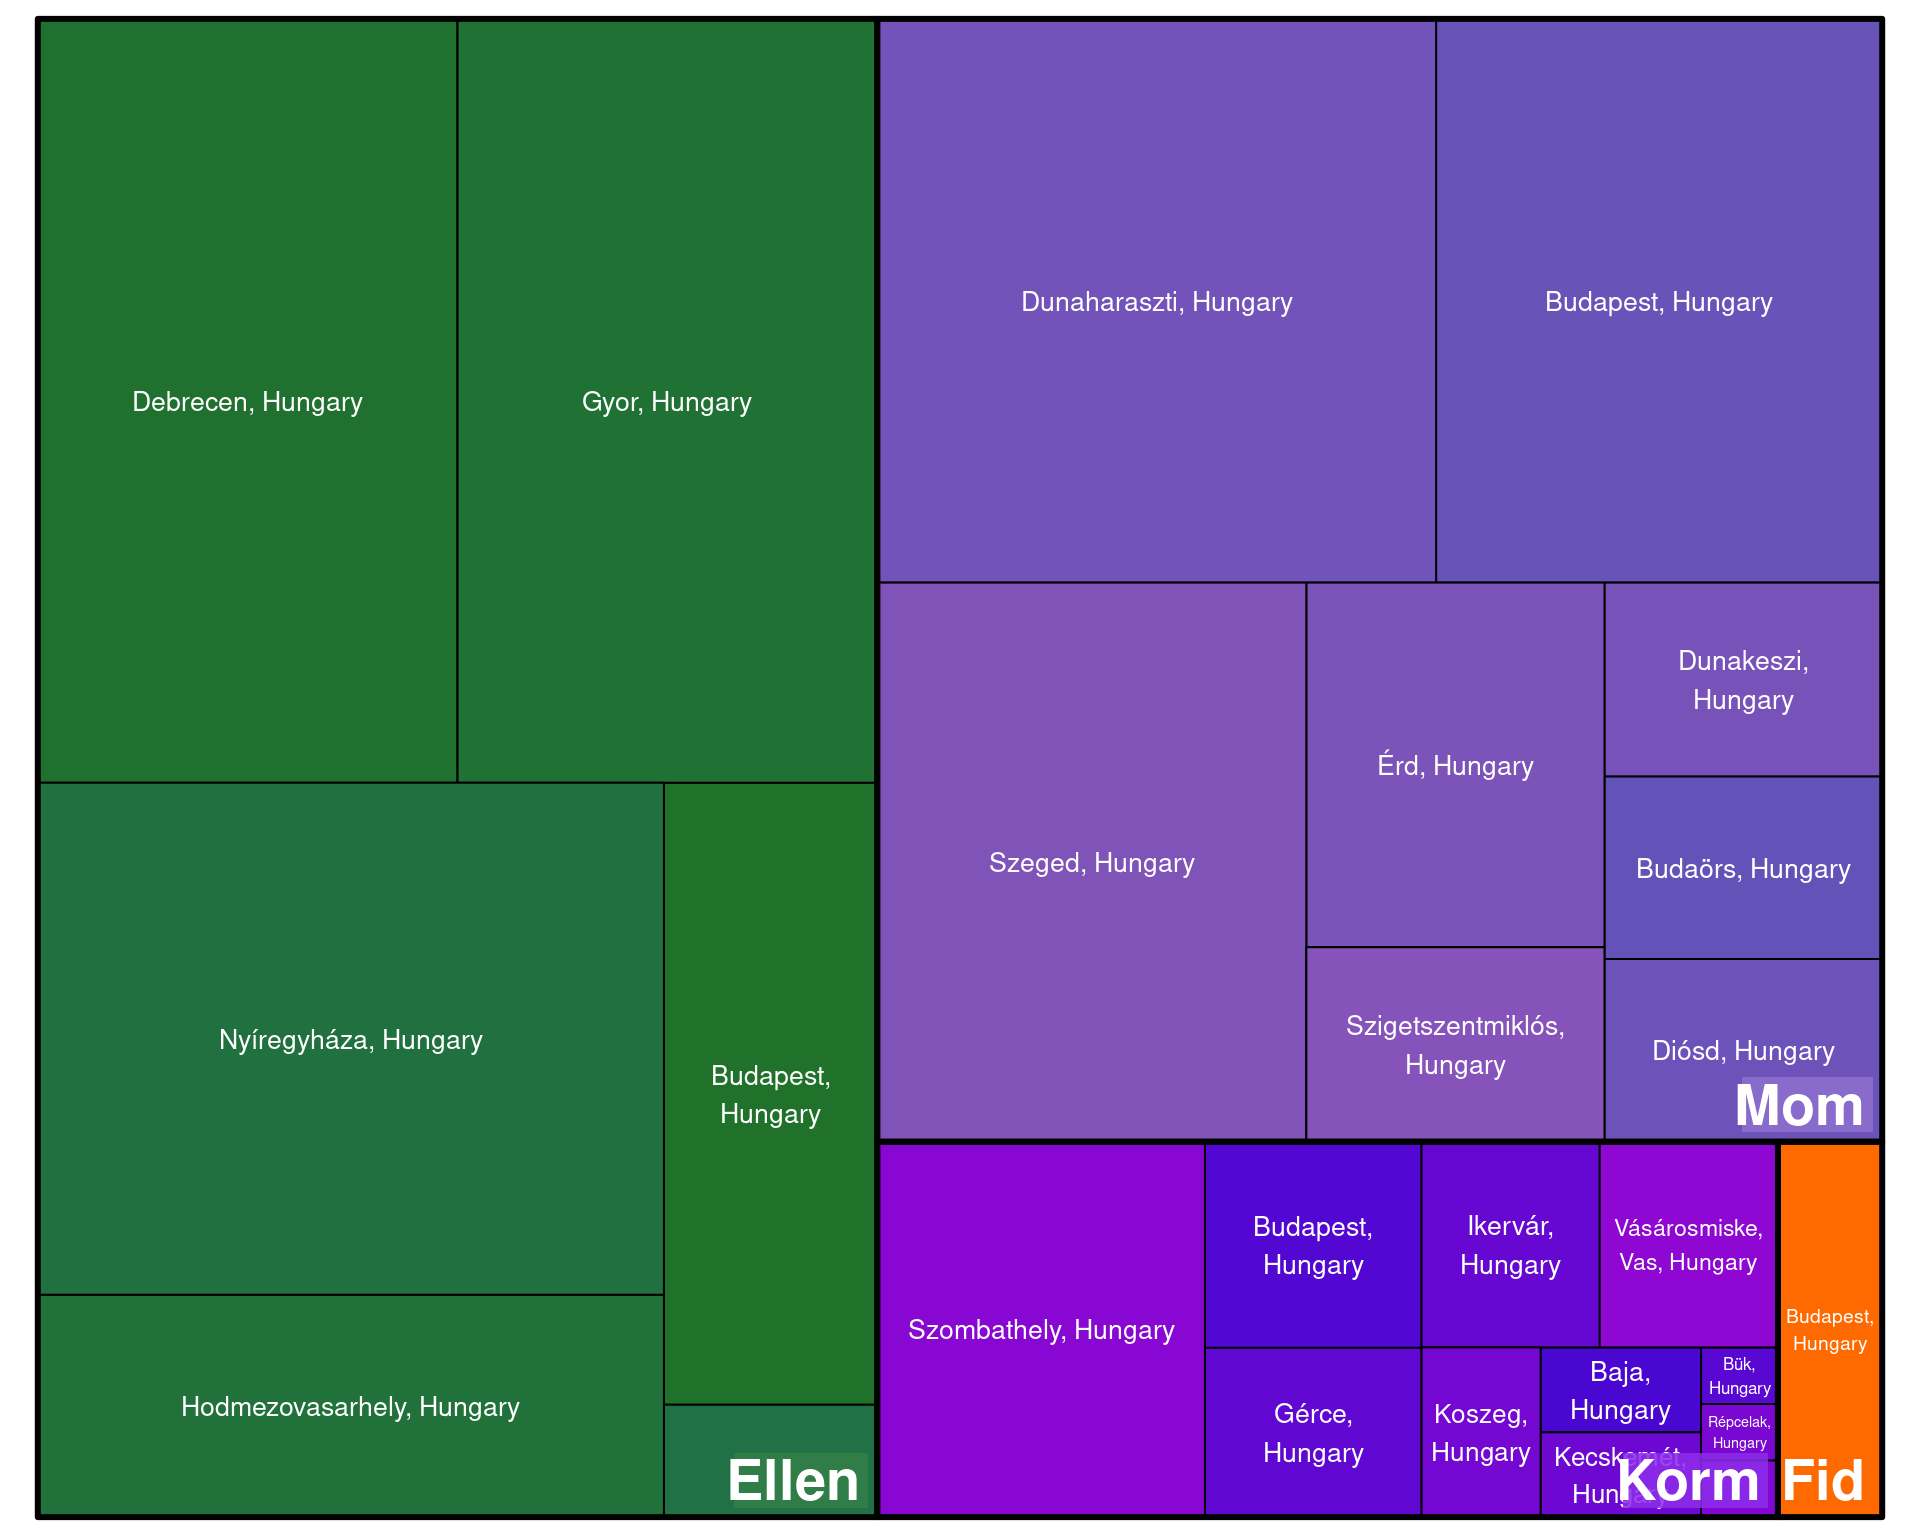 Debrecen, Hungary
Gyor, Hungary
Nyíregyháza, Hungary
Budapest,
Hungary
Hodmezovasarhely, Hungary
Ellen
Dunaharaszti, Hungary
Budapest, Hungary
Szeged, Hungary
Érd, Hungary
Dunakeszi,
Hungary
Budaörs, Hungary
Szigetszentmiklós,
Hungary
Diósd, Hungary
Mom
Szombathely, Hungary
Budapest,
Hungary
Ikervár,
Hungary
Vásárosmiske,
Vas, Hungary
Gérce,
Hungary
Koszeg,
Hungary
Baja,
Hungary
Bük,
Hungary
Répcelak,
Hungary
Kecskemét,
Hungary
Korm
Budapest,
Hungary
Fid